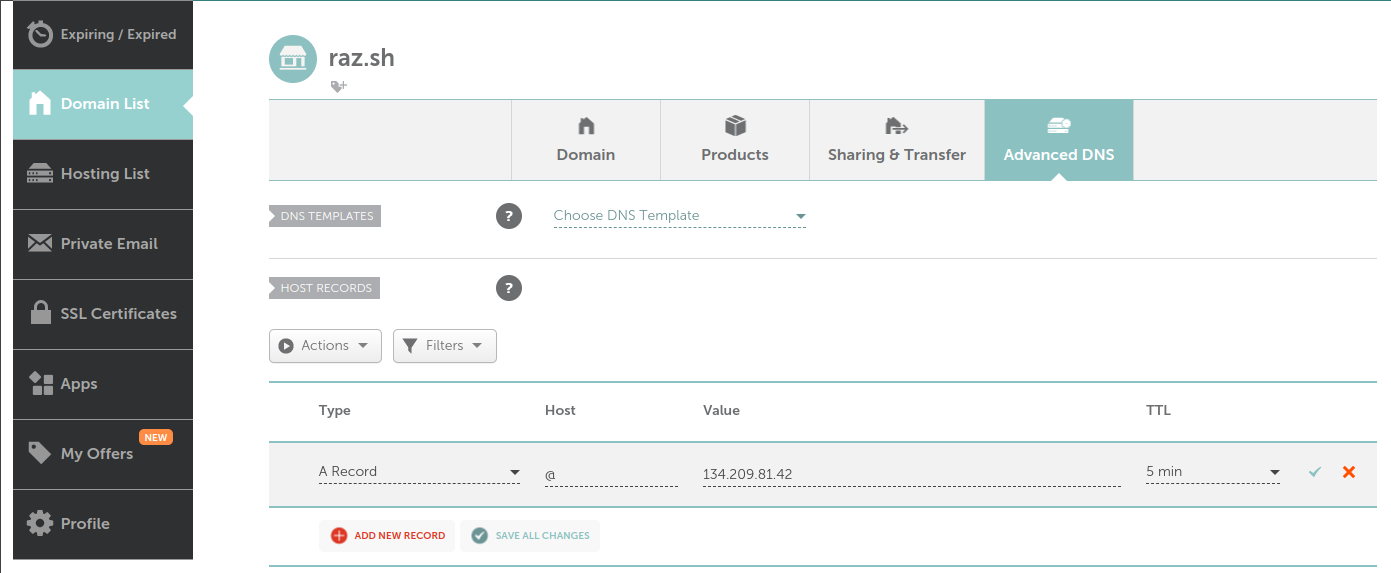 Expiring / Expired
Domain List
Hosting List
Private Email
SSL Certificates
Apps
NEW
My Offers
Profile
raz.sh
Domain
Products
Sharing & Transfer
Advanced DNS
DNS TEMPLATES
?
Choose DNS Template
HOST RECORDS
?
Actions
Filters
Type Host Value TTL
A Record @ 134.209.81.42 5 min
ADD NEW RECORD SAVE ALL CHANGES